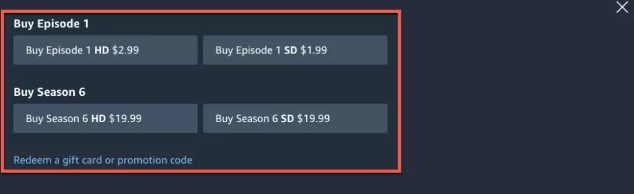 Buy Episode 1
Buy Episode 1 HD $2.99 Buy Episode 1 SD $1.99
Buy Season 6
Buy Season 6 HD $19.99 Buy Season 6 SD $19.99
Redeem a gift card or promotion code